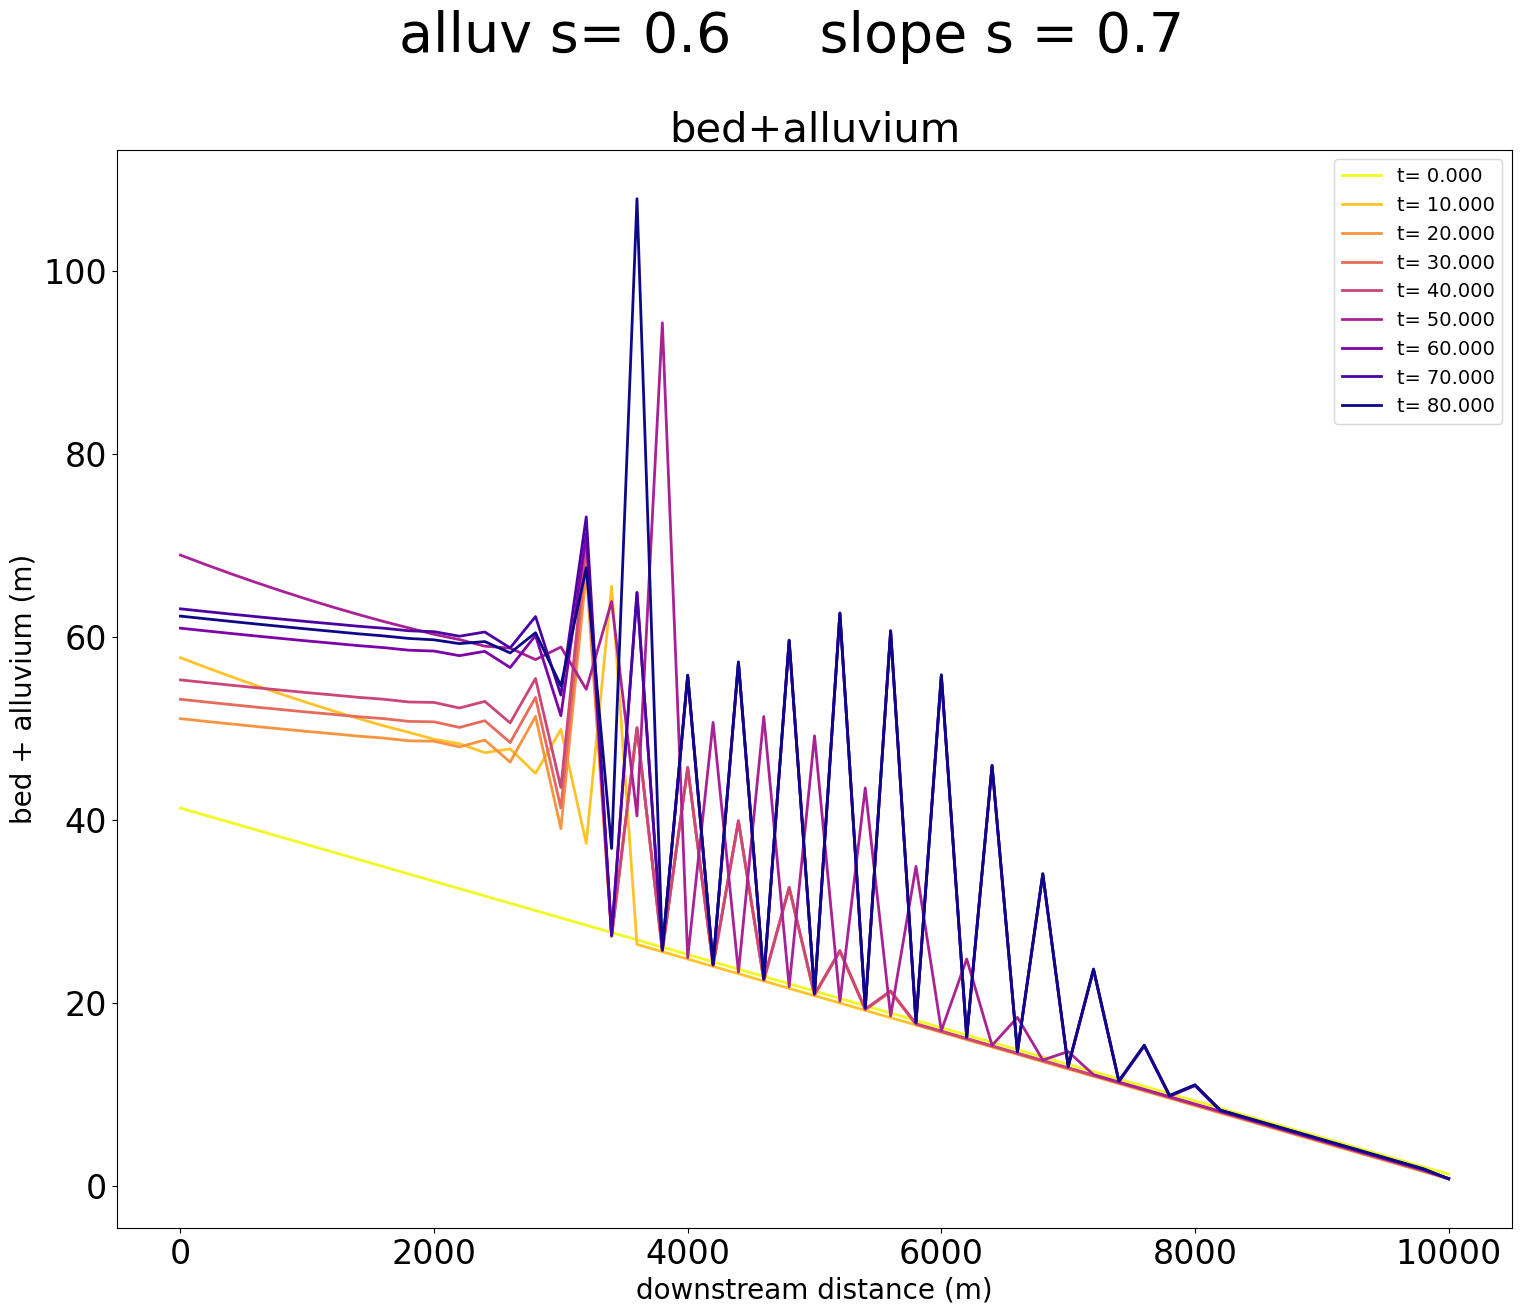 alluv s= 0.6 slope s = 0.7
bed+alluvium
t= 0.000
t= 10.000
t= 20.000
t= 30.000
t= 40.000
t= 50.000
t= 60.000
t= 70.000
t= 80.000
bed + alluvium (m)
100
80
60
40
20
0
0 2000 4000 6000 8000 10000
downstream distance (m)